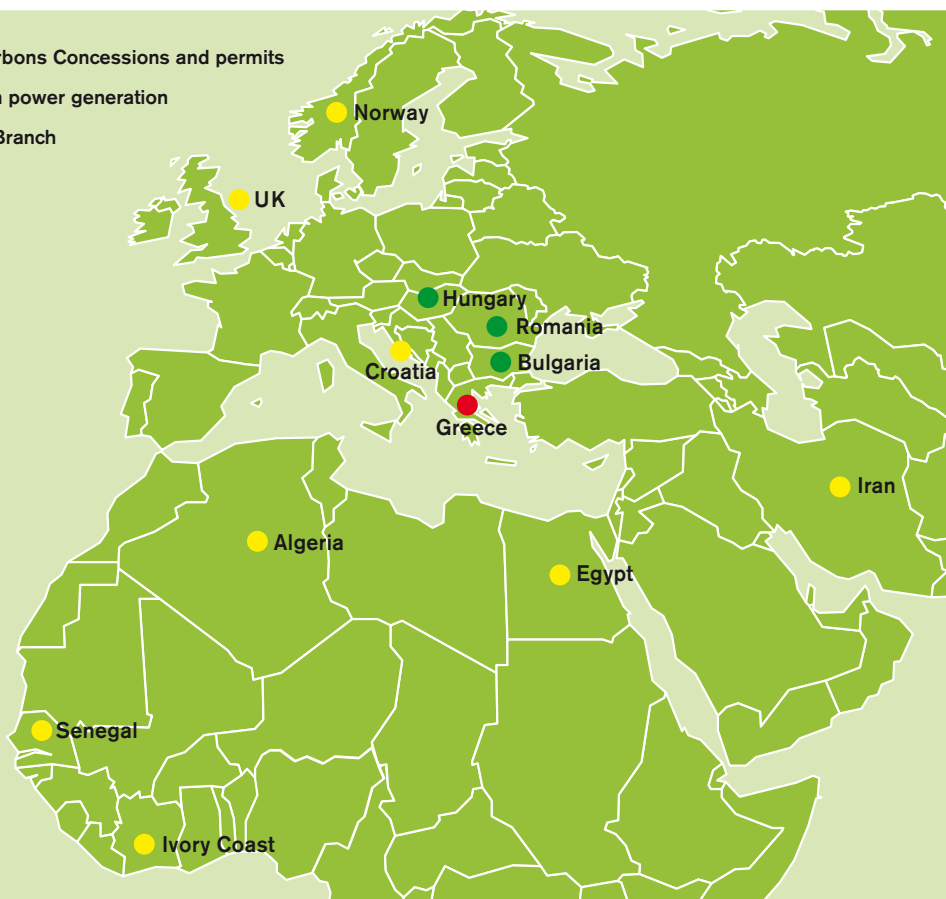 rbons Concessions and permits
power generation
Branch
Norway
UK
Hungary
Romania
Bulgaria
Croatia
Greece
Iran
Algeria
Egypt
Senegal
Ivory Coast